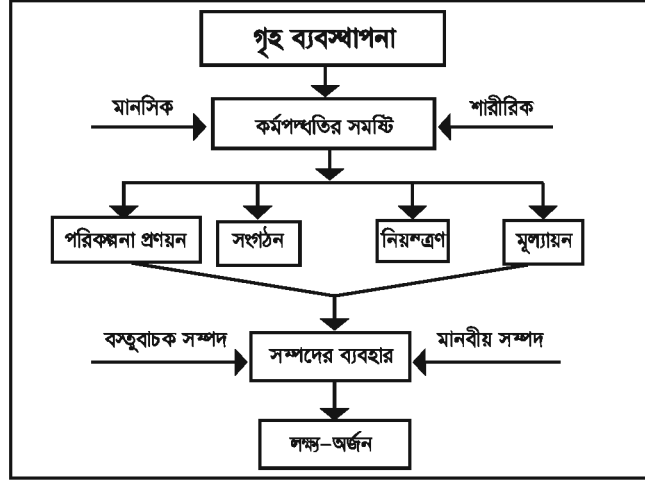 গৃহ ব্যবস্থাপনা
মানসিক
শারীরিক
কর্মপদ্ধতির সমষ্টি
পরিকল্পনা প্রণয়ন
সংগঠন
নিয়ন্ত্রণ
মূল্যায়ন
বস্তুবাচক সম্পদ
মানবীয় সম্পদ
সম্পদের ব্যবহার
লক্ষ্য-অর্জন